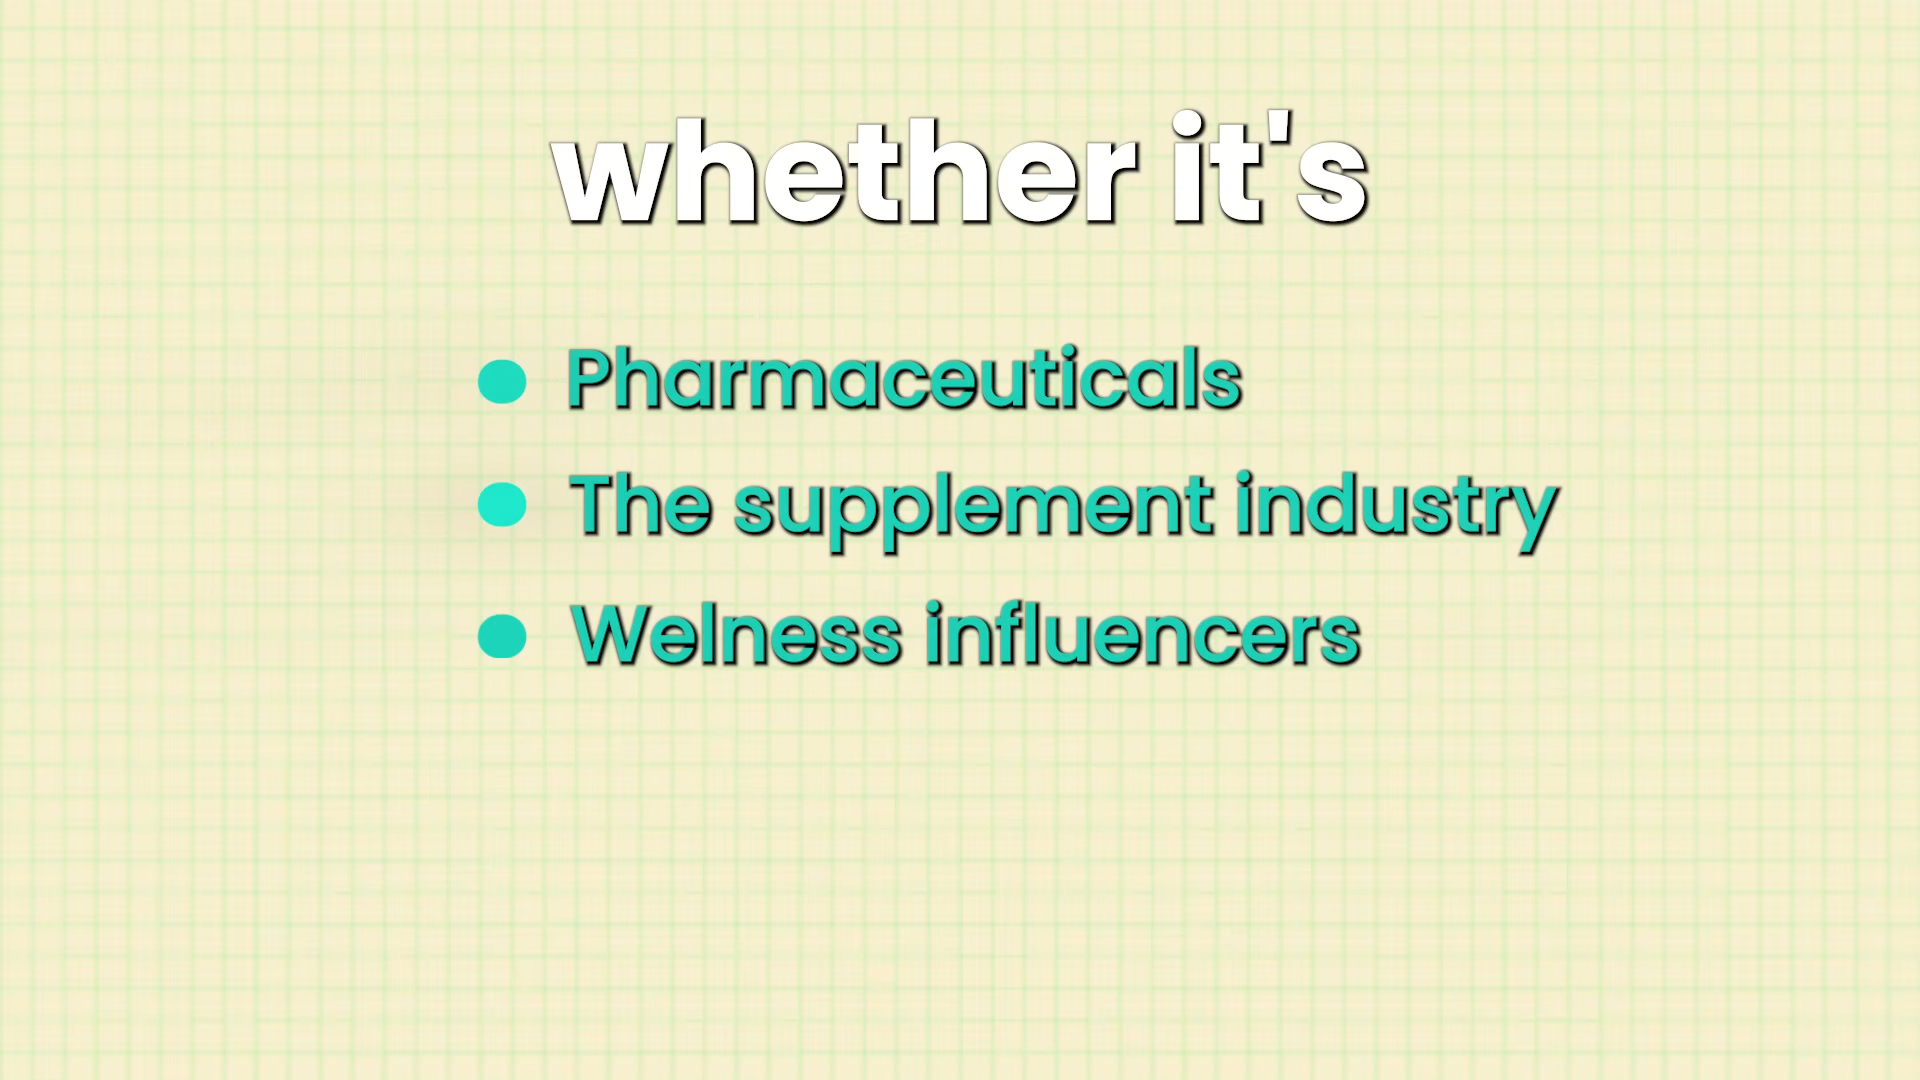 whether it's
Pharmaceuticals
The supplement industry
Welness influencers